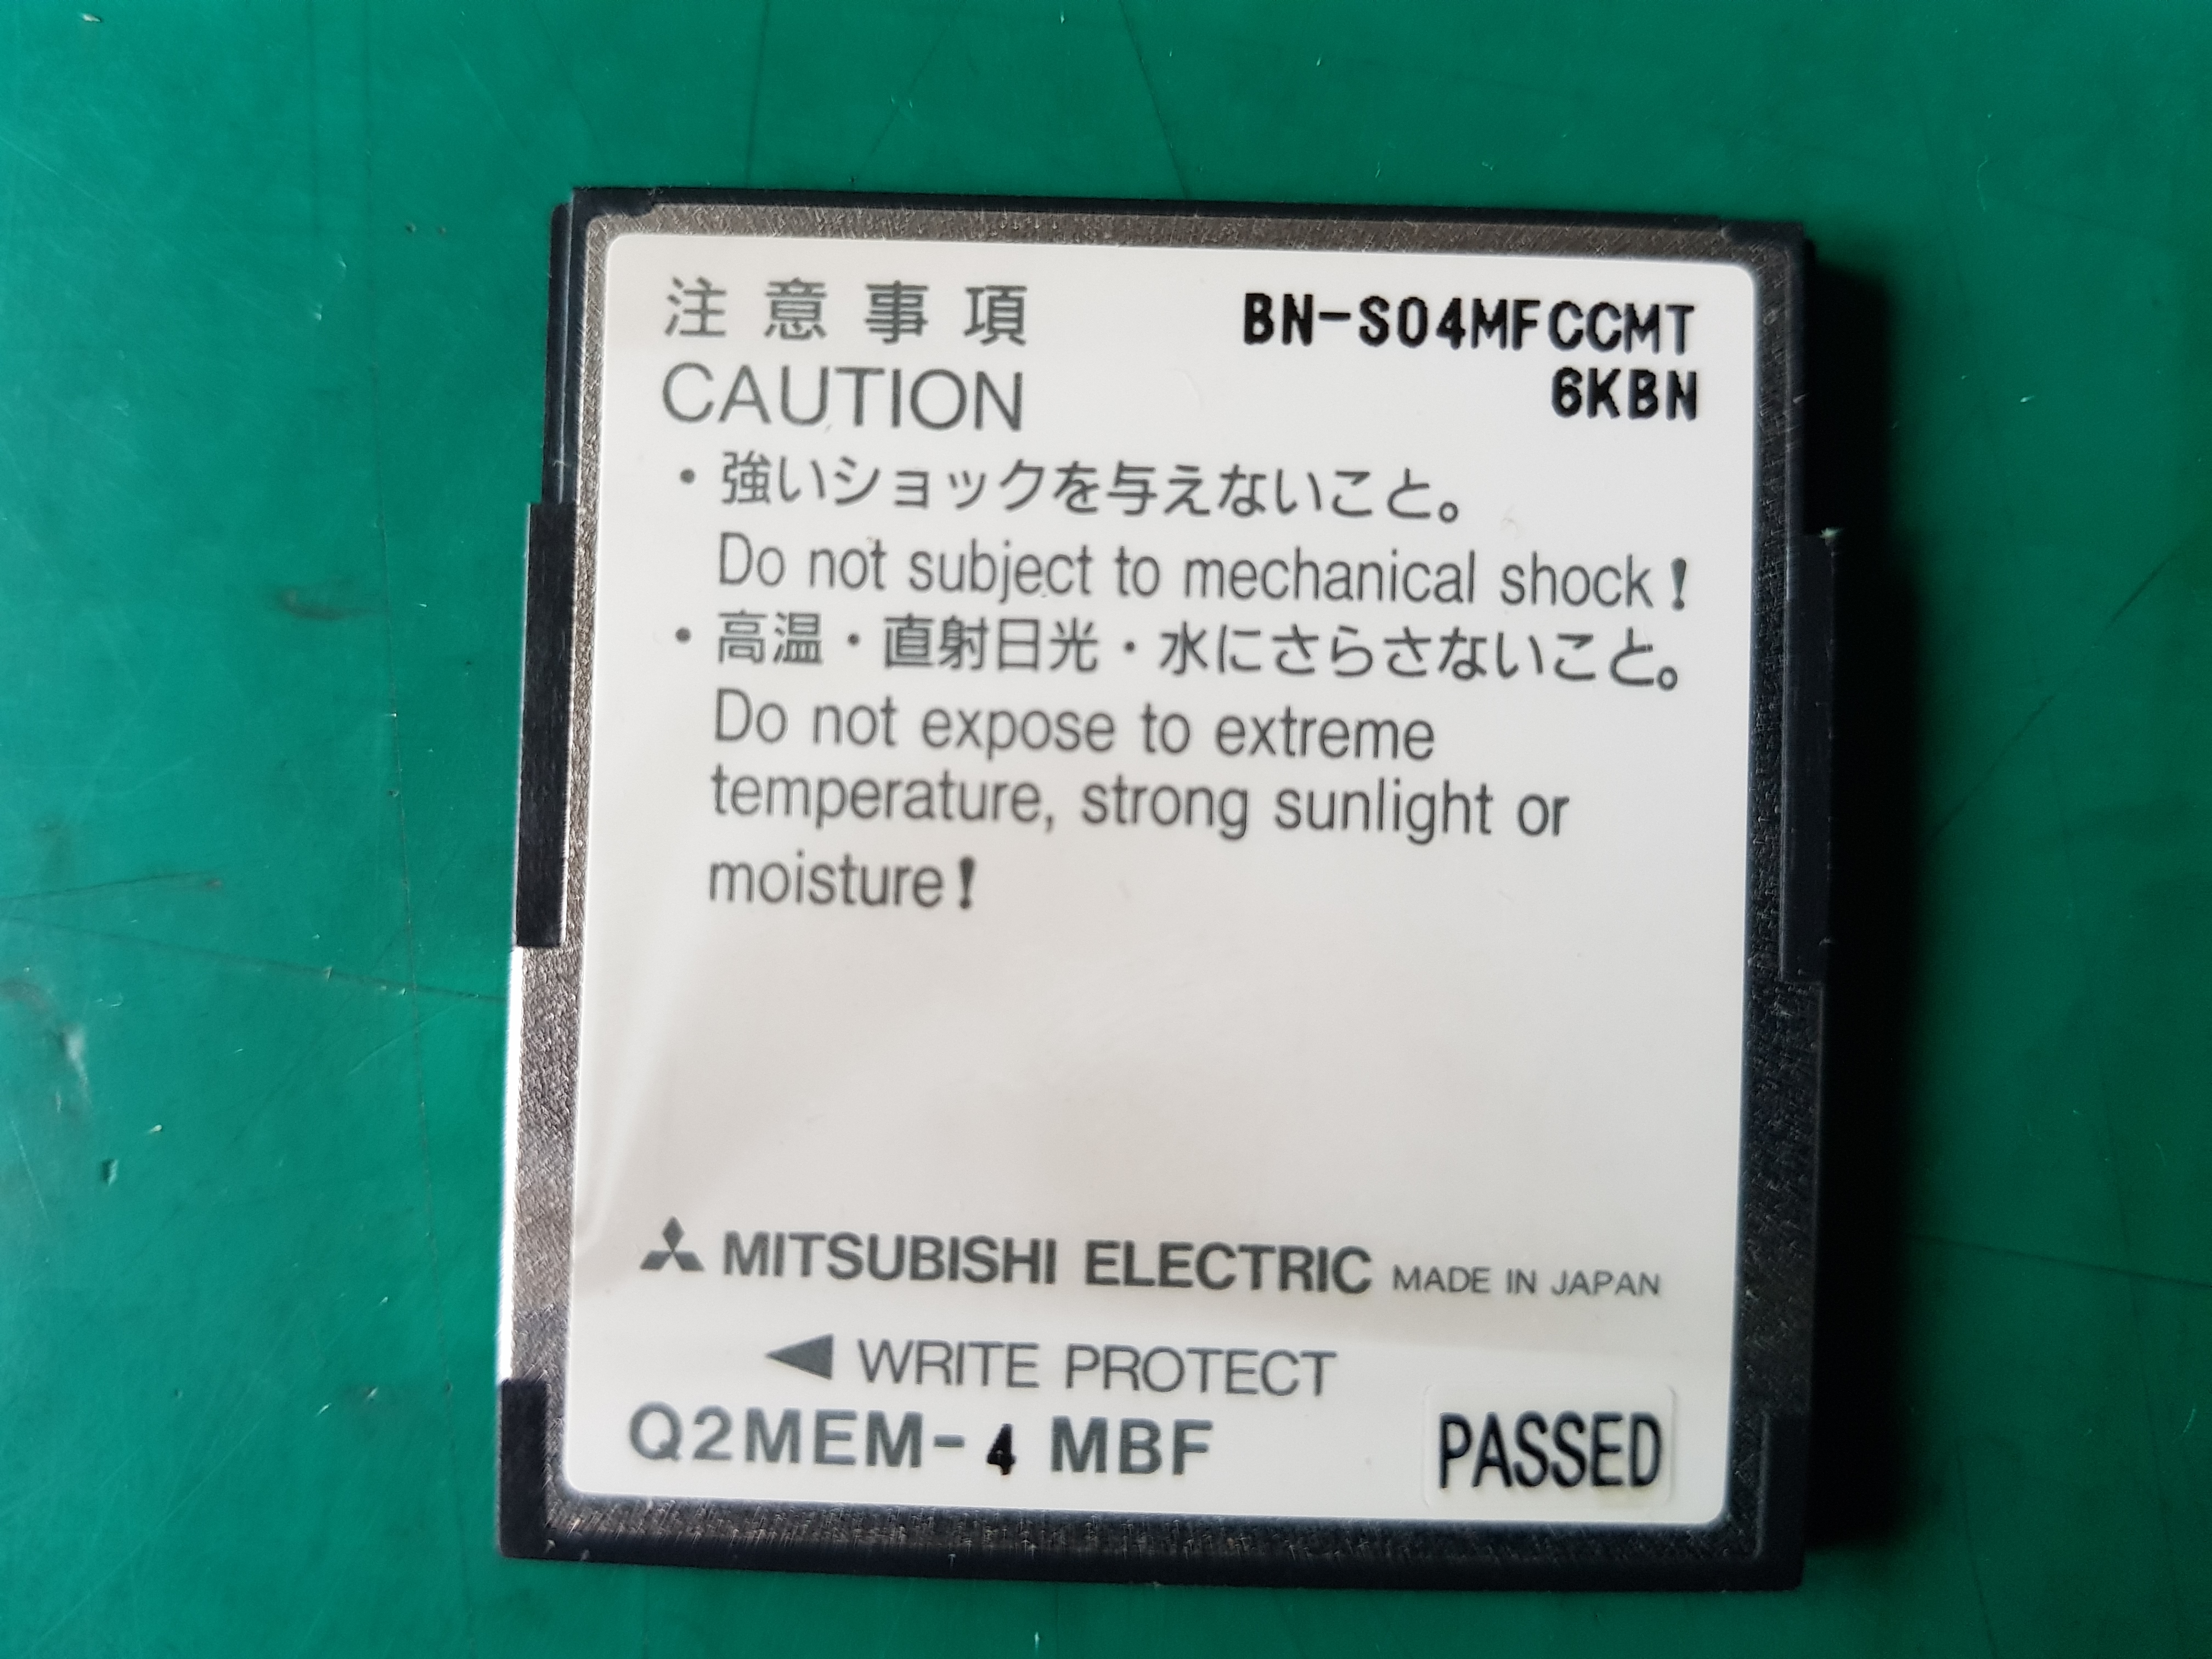 注意事項
BN-S04MFCCMT
CAUTION
6KBN
・強いショックを与えないこと。
Do not subject to mechanical shock!
・高温・直射日光・水にさらさないこと。
Do not expose to extreme
temperature, strong sunlight or
moisture!
MITSUBISHI ELECTRIC MADE IN JAPAN
◀ WRITE PROTECT
Q2MEM-4 MBF
PASSED